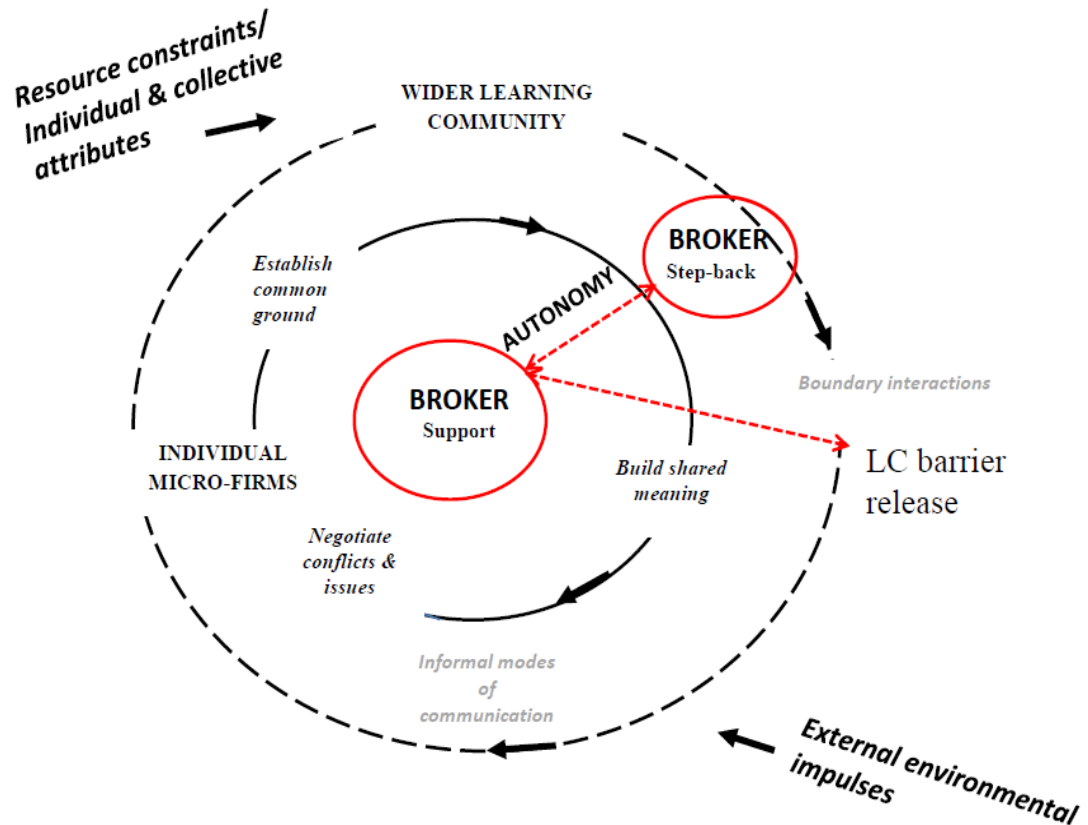 Resource constraints/
Individual & collective
attributes
WIDER LEARNING
COMMUNITY
BROKER
Step-back
Establish
common
ground
AUTONOMY
Boundary interactions
BROKER
Support
INDIVIDUAL
MICRO-FIRMS
Build shared
meaning
LC barrier
release
Negotiate
conflicts &
issues
Informal modes
of
communication
External environmental
impulses